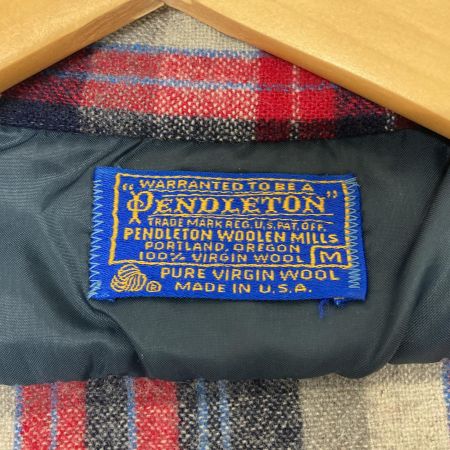 WARRANTED TO BE A
"PENDLETON"
TRADE MARK REG. U.S. PAT. OFF.
PENDLETON WOOLEN MILLS
PORTLAND, OREGON
100% VIRGIN WOOL M
PURE VIRGIN WOOL
MADE IN U.S.A.